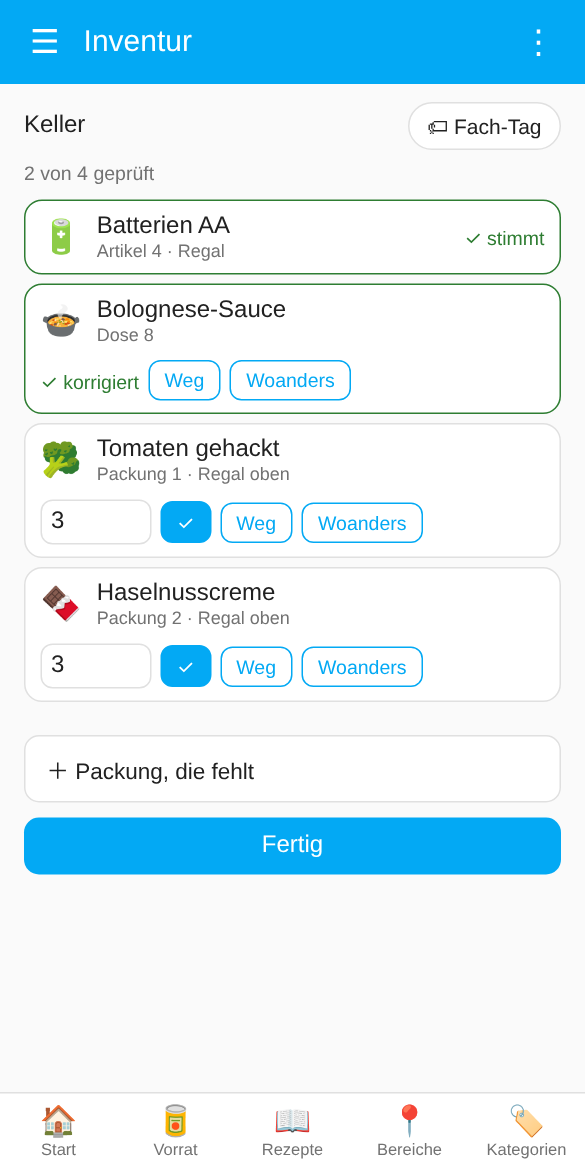 ☰ Inventur ⋮
Keller
🏷 Fach-Tag
2 von 4 geprüft
Batterien AA
Artikel 4 · Regal
✓ stimmt
Bolognese-Sauce
Dose 8
✓ korrigiert Weg Woanders
Tomaten gehackt
Packung 1 · Regal oben
3 ✓ Weg Woanders
Haselnusscreme
Packung 2 · Regal oben
3 ✓ Weg Woanders
+ Packung, die fehlt
Fertig
Start Vorrat Rezepte Bereiche Kategorien